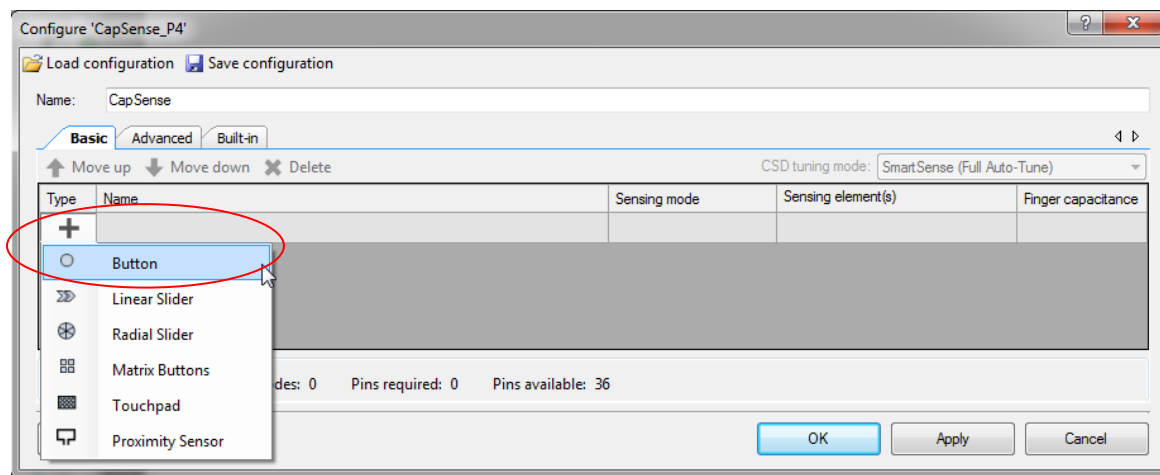 Configure 'CapSense_P4'
Load configuration Save configuration
Name: CapSense
Basic Advanced Built-in
Move up Move down Delete CSD tuning mode: SmartSense (Full Auto-Tune)
Type Name Sensing mode Sensing element(s) Finger capacitance
Button
Linear Slider
Radial Slider
Matrix Buttons
des: 0 Pins required: 0 Pins available: 36
Touchpad
Proximity Sensor
OK Apply Cancel